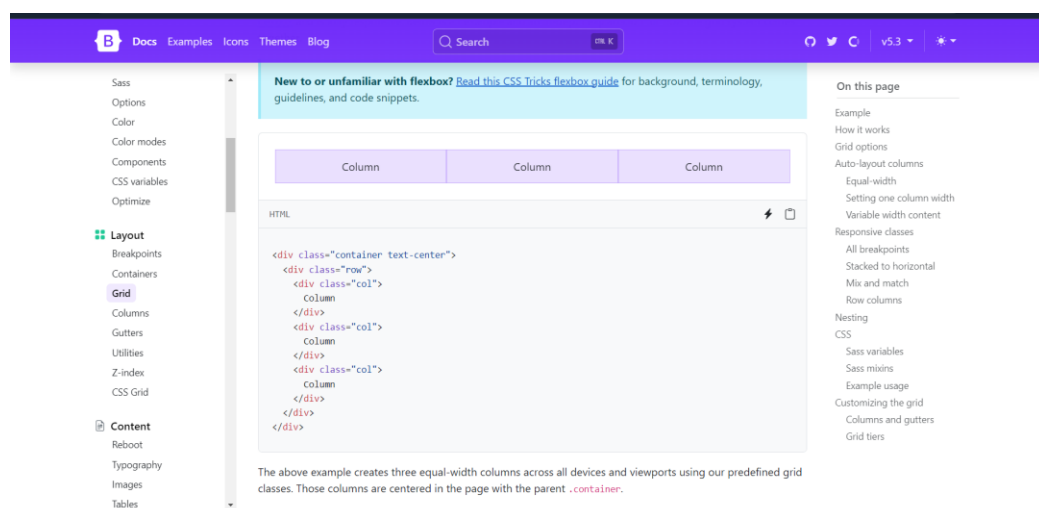 B Docs Examples Icons Themes Blog Search CTRL K v5.3
Sass
Options
Color
Color modes
Components
CSS variables
Optimize
Layout
Breakpoints
Containers
Grid
Columns
Gutters
Utilities
Z-index
CSS Grid
Content
Reboot
Typography
Images
Tables
New to or unfamiliar with flexbox? Read this CSS Tricks flexbox guide for background, terminology,
guidelines, and code snippets.
Column Column Column
HTML
<div class="container text-center">
  <div class="row">
    <div class="col">
      Column
    </div>
    <div class="col">
      Column
    </div>
    <div class="col">
      Column
    </div>
  </div>
</div>
The above example creates three equal-width columns across all devices and viewports using our predefined grid
classes. Those columns are centered in the page with the parent .container.
On this page
Example
How it works
Grid options
Auto-layout columns
Equal-width
Setting one column width
Variable width content
Responsive classes
All breakpoints
Stacked to horizontal
Mix and match
Row columns
Nesting
CSS
Sass variables
Sass mixins
Example usage
Customizing the grid
Columns and gutters
Grid tiers